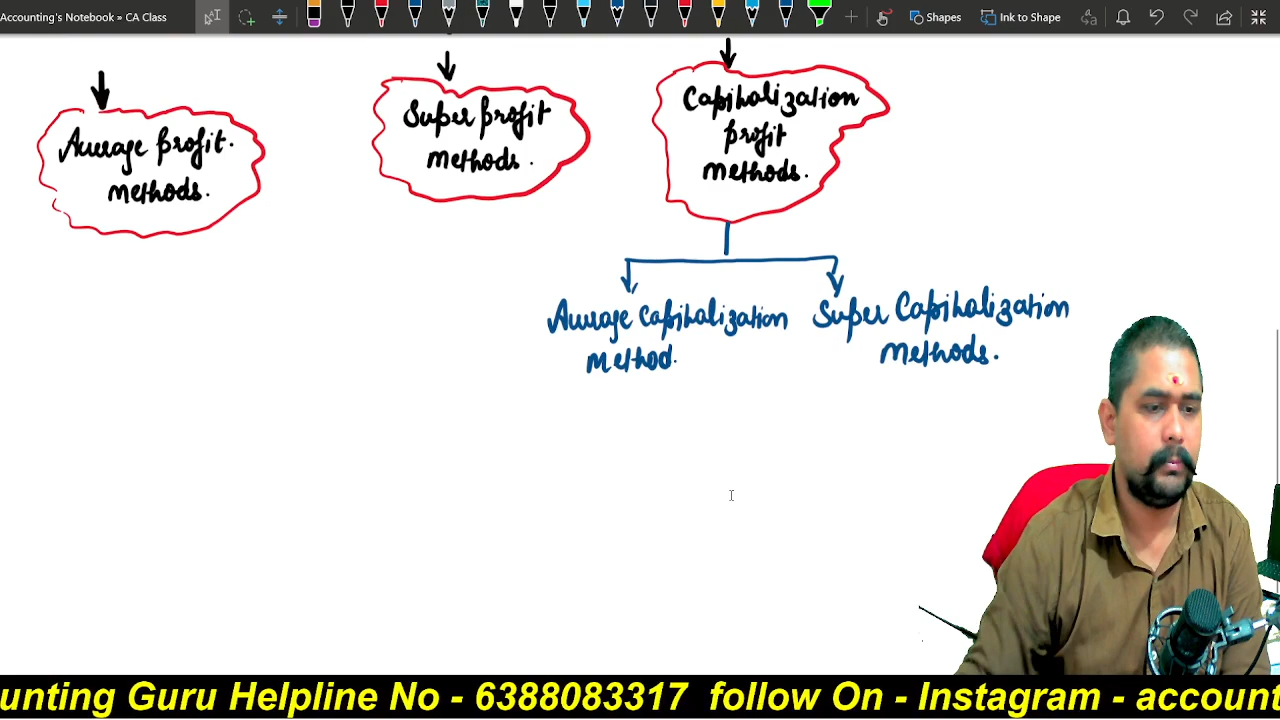 Accounting's Notebook » CA Class
Shapes
Ink to Shape
Average profit.
methods.
Super profit
methods.
Capitalization
profit
methods.
Average Capitalization
Method.
Super Capitalization
Methods.
unting Guru Helpline No - 6388083317 follow On - Instagram - account